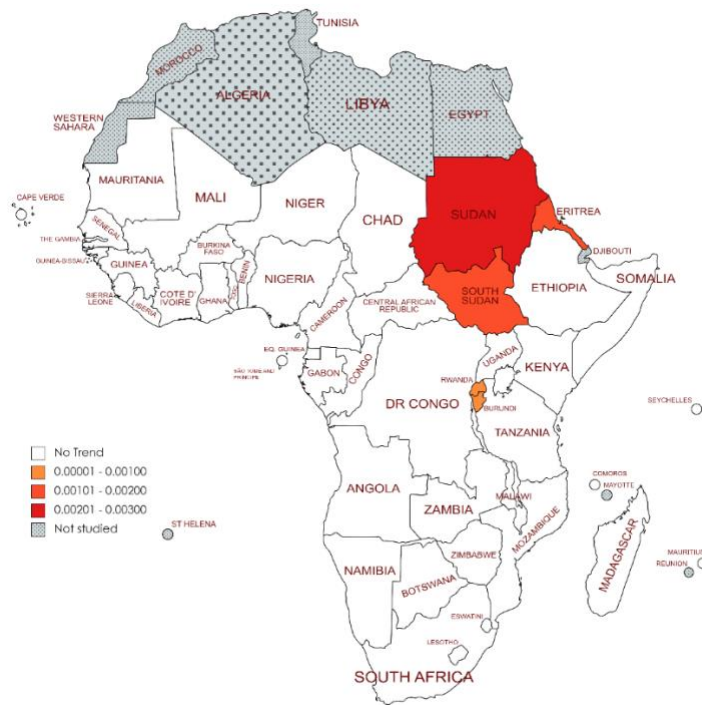 TUNISIA
MOROCCO
ALGERIA
LIBYA
EGYPT
WESTERN
SAHARA
MAURITANIA
MALI
NIGER
CHAD
SUDAN
ERITREA
CAPE VERDE
SENEGAL
THE GAMBIA
GUINEA-BISSAU
GUINEA
BURKINA
FASO
BENIN
TOGO
DJIBOUTI
SOMALIA
NIGERIA
SIERRA
LEONE
LIBERIA
COTE D'
IVOIRE
GHANA
CAMEROON
CENTRAL AFRICAN
REPUBLIC
SOUTH
SUDAN
ETHIOPIA
EQ. GUINEA
SÃO TOMÉ AND
PRINCIPE
GABON
CONGO
UGANDA
KENYA
RWANDA
DR CONGO
BURUNDI
TANZANIA
SEYCHELLES
No Trend
0.00001 - 0.00100
0.00101 - 0.00200
0.00201 - 0.00300
Not studied
COMOROS
MAYOTTE
ANGOLA
ZAMBIA
MALAWI
MOZAMBIQUE
ST HELENA
MADAGASCAR
MAURITIUS
REUNION
NAMIBIA
ZIMBABWE
BOTSWANA
ESWATINI
LESOTHO
SOUTH AFRICA